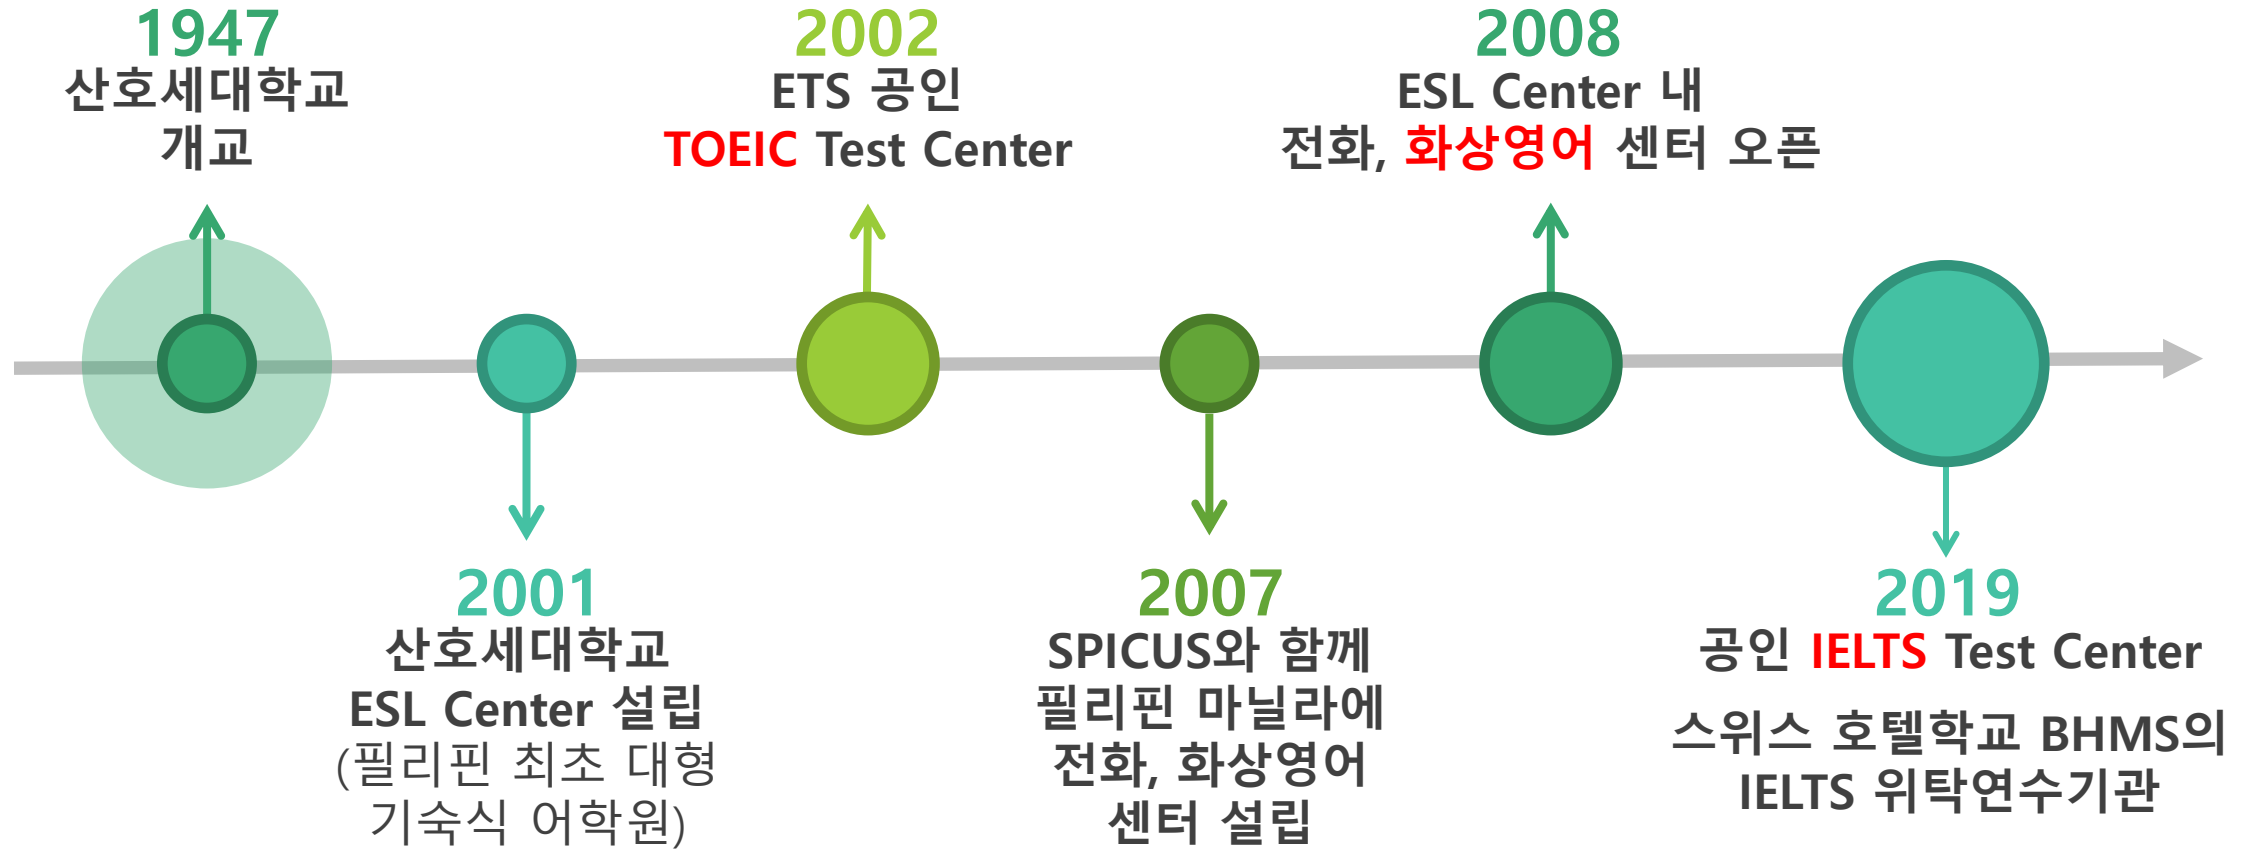 1947
산호세대학교
개교
2001
산호세대학교
ESL Center 설립
(필리핀 최초 대형
기숙식 어학원)
2002
ETS 공인
TOEIC Test Center
2007
SPICUS와 함께
필리핀 마닐라에
전화, 화상영어
센터 설립
2008
ESL Center 내
전화, 화상영어 센터 오픈
2019
공인 IELTS Test Center
스위스 호텔학교 BHMS의
IELTS 위탁연수기관